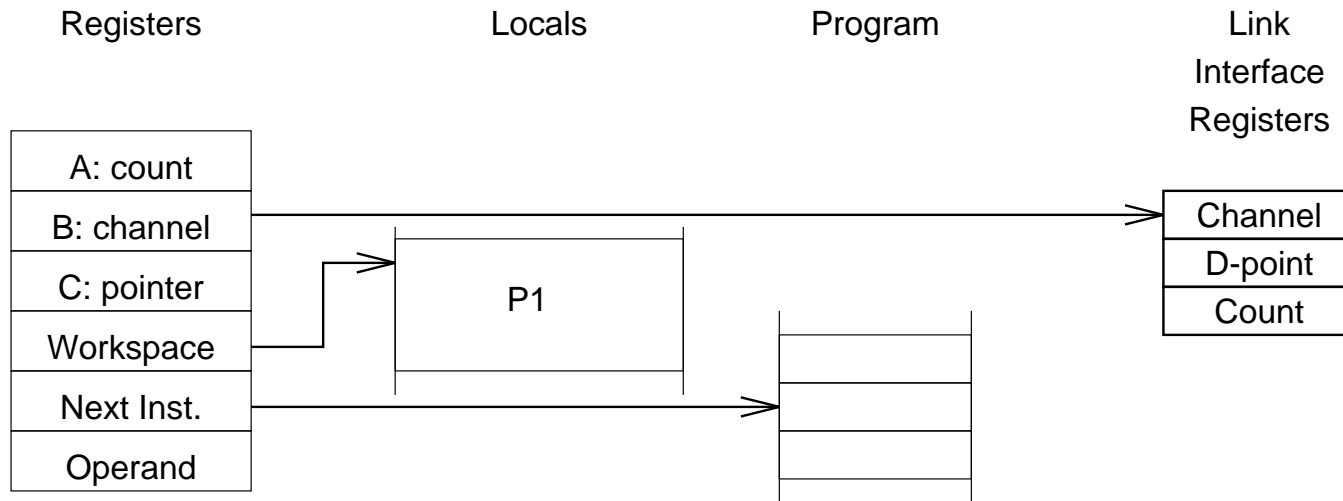 Registers
Locals
Program
Link
Interface
Registers
A: count
B: channel
C: pointer
Workspace
Next Inst.
Operand
P1
Channel
D-point
Count